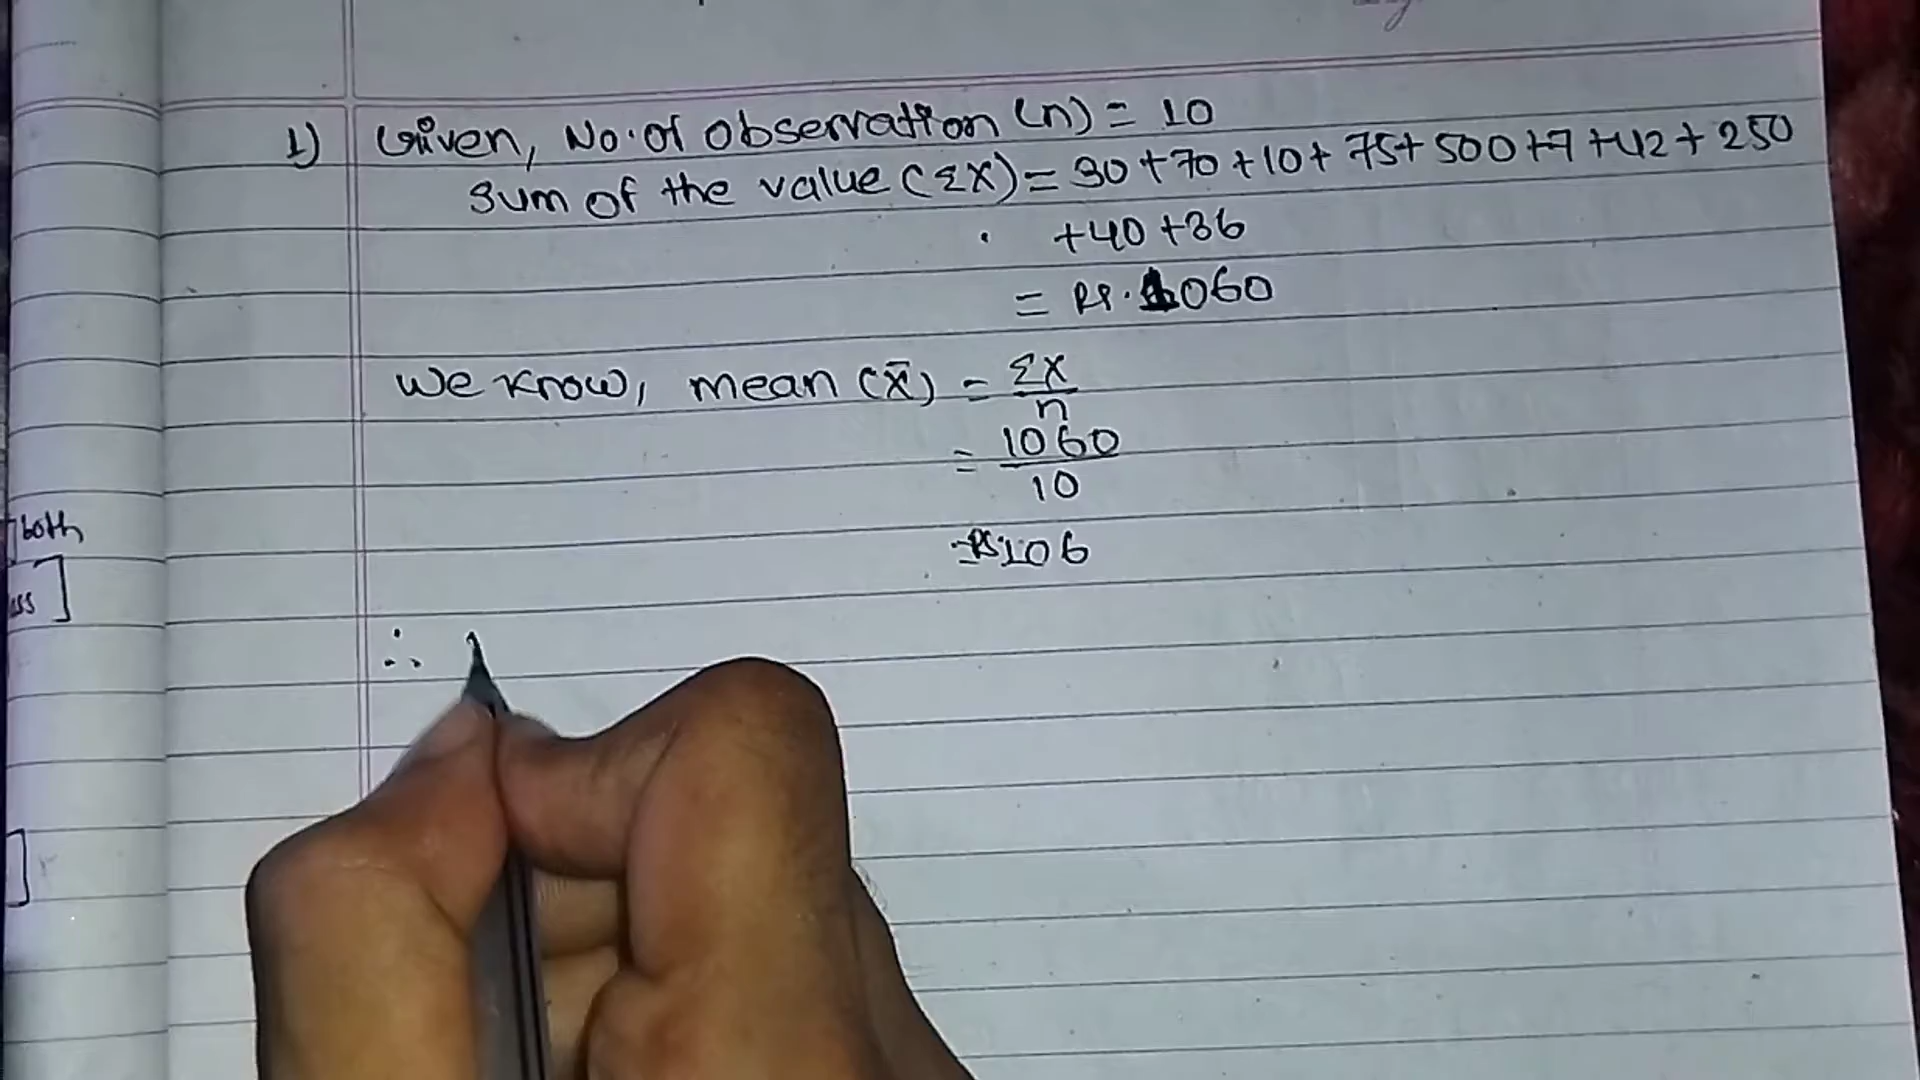 1) Given, No. of observation (n) = 10
Sum of the value (ΣX) = 30 + 70 + 10 + 75 + 500 + 7 + 42 + 250
+40 +36
= Rs. 1060
We know, mean (x̄) = ΣX
n
= 1060
10
= Rs. 106
∴
both
ess ]
]